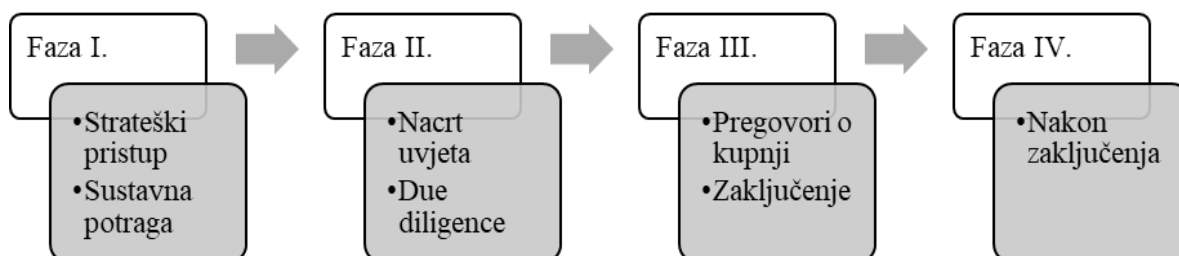 Faza I.
•Strateški
pristup
•Sustavna
potraga
Faza II.
•Nacrt
uvjeta
•Due
diligence
Faza III.
•Pregovori o
kupnji
•Zaključenje
Faza IV.
•Nakon
zaključenja